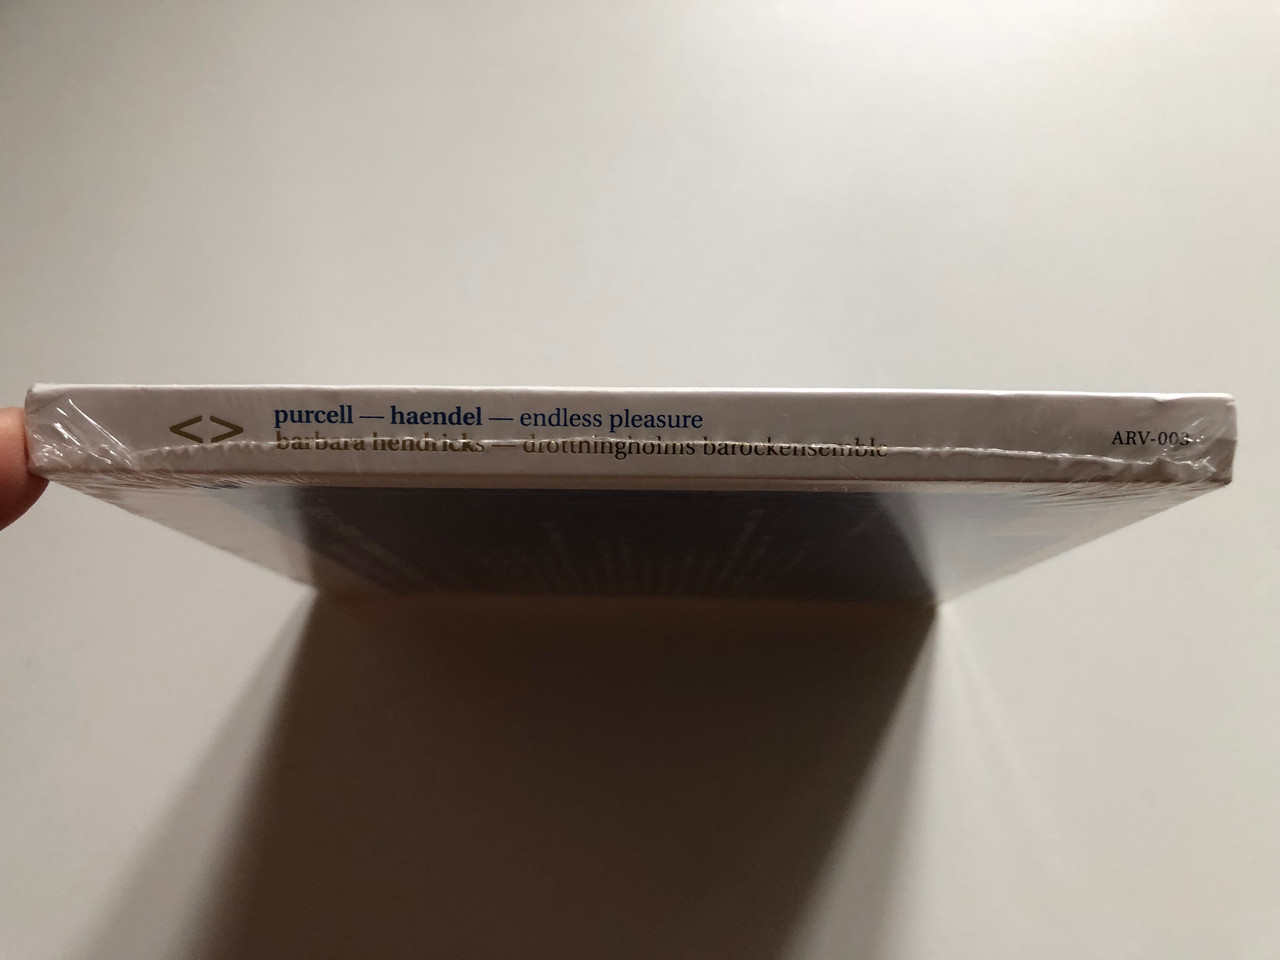 <> purcell — haendel — endless pleasure
barbara hendricks — drottningholms barockensemble
ARV-003